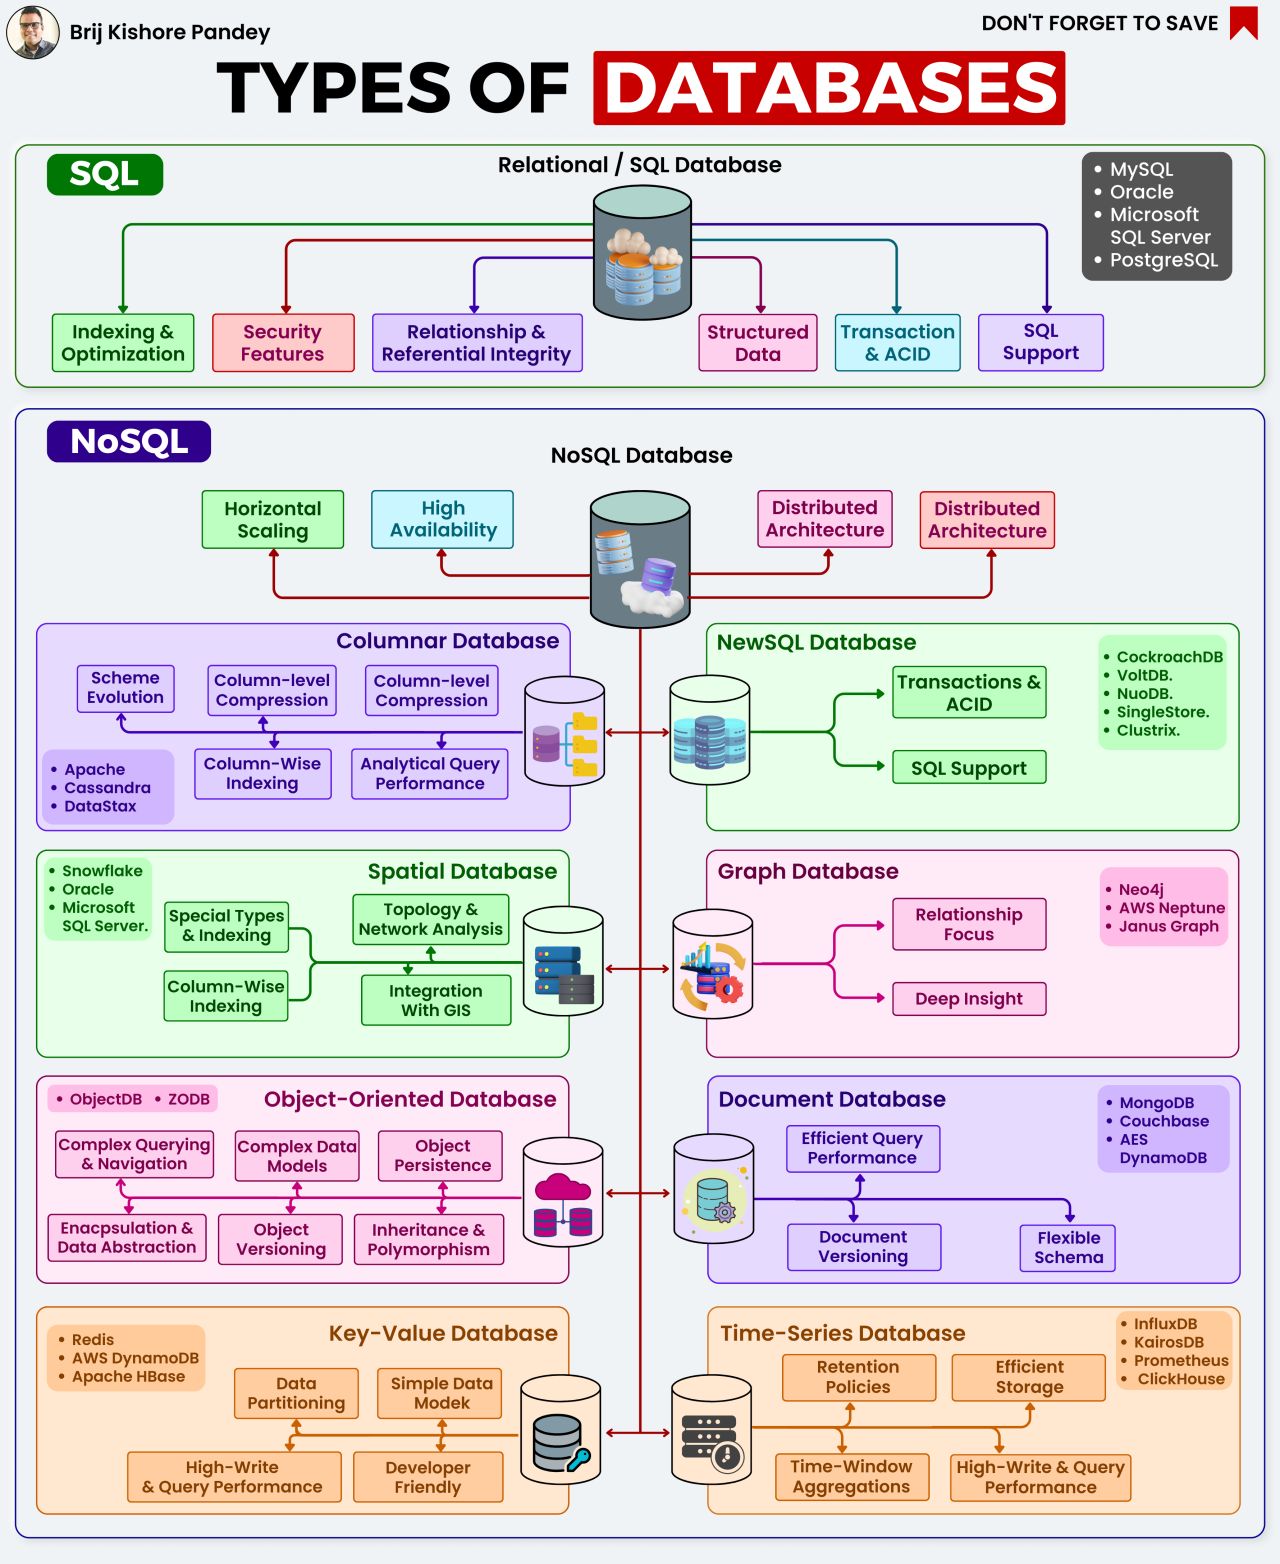 Brij Kishore Pandey
DON'T FORGET TO SAVE
TYPES OF DATABASES
SQL
Relational / SQL Database
• MySQL
• Oracle
• Microsoft
SQL Server
• PostgreSQL
Indexing &
Optimization
Security
Features
Relationship &
Referential Integrity
Structured
Data
Transaction
& ACID
SQL
Support
NoSQL
NoSQL Database
Horizontal
Scaling
High
Availability
Distributed
Architecture
Distributed
Architecture
Columnar Database
Scheme
Evolution
Column-level
Compression
Column-level
Compression
Column-Wise
Indexing
Analytical Query
Performance
• Apache
• Cassandra
• DataStax
NewSQL Database
• CockroachDB
• VoltDB.
• NuoDB.
• SingleStore.
• Clustrix.
Transactions &
ACID
SQL Support
• Snowflake
• Oracle
• Microsoft
SQL Server.
Spatial Database
Special Types
& Indexing
Topology &
Network Analysis
Column-Wise
Indexing
Integration
With GIS
Graph Database
• Neo4j
• AWS Neptune
• Janus Graph
Relationship
Focus
Deep Insight
• ObjectDB • ZODB
Object-Oriented Database
Complex Querying
& Navigation
Complex Data
Models
Object
Persistence
Enacpsulation &
Data Abstraction
Object
Versioning
Inheritance &
Polymorphism
Document Database
• MongoDB
• Couchbase
• AES
DynamoDB
Efficient Query
Performance
Document
Versioning
Flexible
Schema
• Redis
• AWS DynamoDB
• Apache HBase
Key-Value Database
Data
Partitioning
Simple Data
Modek
High-Write
& Query Performance
Developer
Friendly
Time-Series Database
• InfluxDB
• KairosDB
• Prometheus
• ClickHouse
Retention
Policies
Efficient
Storage
Time-Window
Aggregations
High-Write & Query
Performance